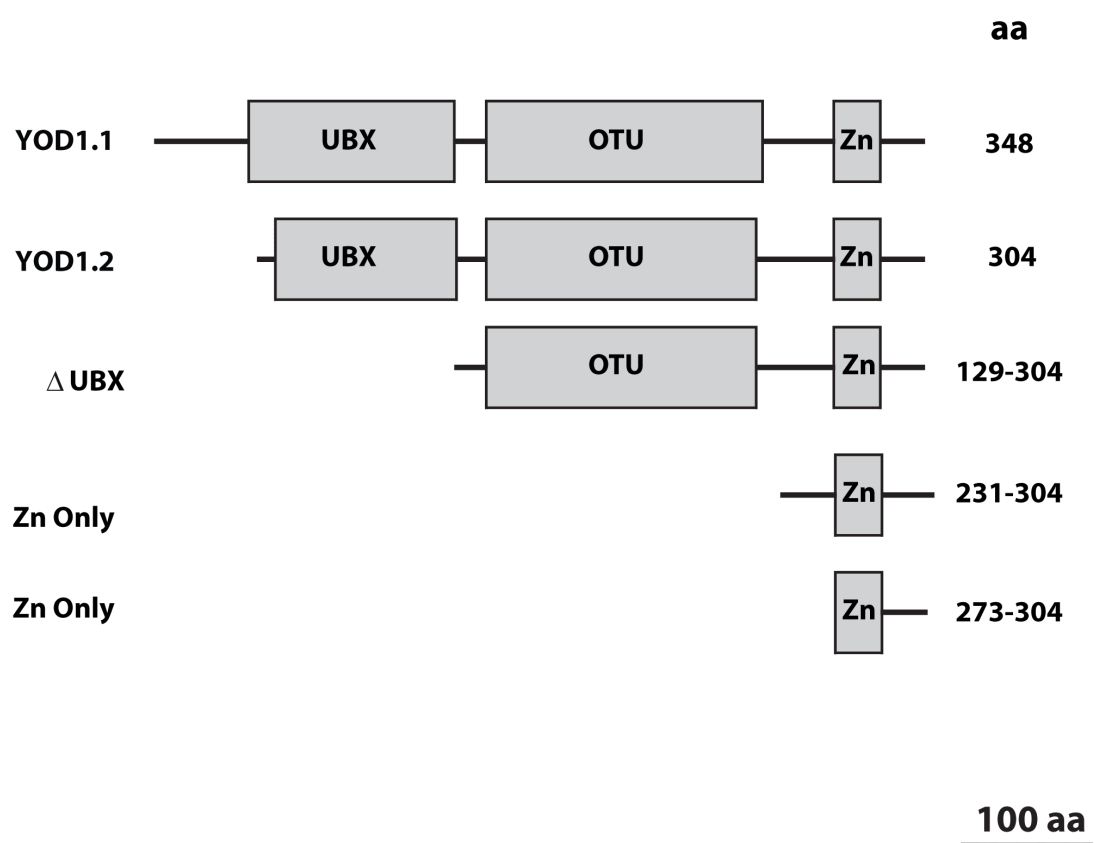 aa
YOD1.1 UBX OTU Zn 348
YOD1.2 UBX OTU Zn 304
Δ UBX OTU Zn 129-304
Zn Only Zn 231-304
Zn Only Zn 273-304
100 aa